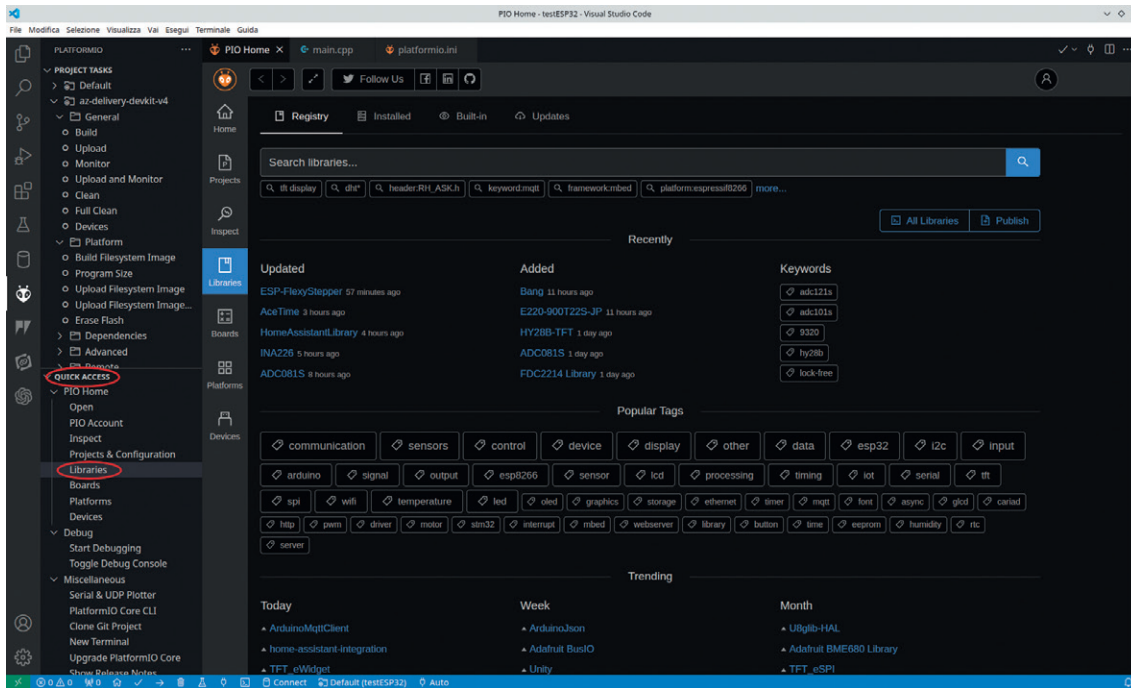 PIO Home - testESP32 - Visual Studio Code
File Modifica Selezione Visualizza Vai Esegui Terminale Guida
PLATFORMIO
PROJECT TASKS
Default
az-delivery-devkit-v4
General
Build
Upload
Monitor
Upload and Monitor
Clean
Full Clean
Devices
Platform
Build Filesystem Image
Program Size
Upload Filesystem Image
Upload Filesystem Image...
Erase Flash
Dependencies
Advanced
Remote
QUICK ACCESS
PIO Home
Open
PIO Account
Inspect
Projects & Configuration
Libraries
Boards
Platforms
Devices
Debug
Start Debugging
Toggle Debug Console
Miscellaneous
Serial & UDP Plotter
PlatformIO Core CLI
Clone Git Project
New Terminal
Upgrade PlatformIO Core
Show Release Notes
PIO Home main.cpp platformio.ini
Follow Us
Home
Projects
Inspect
Libraries
Boards
Platforms
Devices
Registry Installed Built-in Updates
Search libraries...
tft display dht* header:RH_ASK.h keyword:mqtt framework:mbed platform:espressif8266 more...
All Libraries Publish
Recently
Updated Added Keywords
ESP-FlexyStepper 57 minutes ago Bang 11 hours ago adc121s
AceTime 3 hours ago E220-900T22S-JP 11 hours ago adc101s
HomeAssistantLibrary 4 hours ago HY28B-TFT 1 day ago 9320
INA226 5 hours ago ADC081S 1 day ago hy28b
ADC081S 8 hours ago FDC2214 Library 1 day ago lock-free
Popular Tags
communication sensors control device display other data esp32 i2c input
arduino signal output esp8266 sensor lcd processing timing iot serial tft
spi wifi temperature led oled graphics storage ethernet timer mqtt font async glcd cariad
http pwm driver motor stm32 interrupt mbed webserver library button time eeprom humidity rtc
server
Trending
Today Week Month
ArduinoMqttClient ArduinoJson U8glib-HAL
home-assistant-integration Adafruit BusIO Adafruit BME680 Library
TFT_eWidget Unity TFT_eSPI
0 0 0 Connect Default (testESP32) Auto